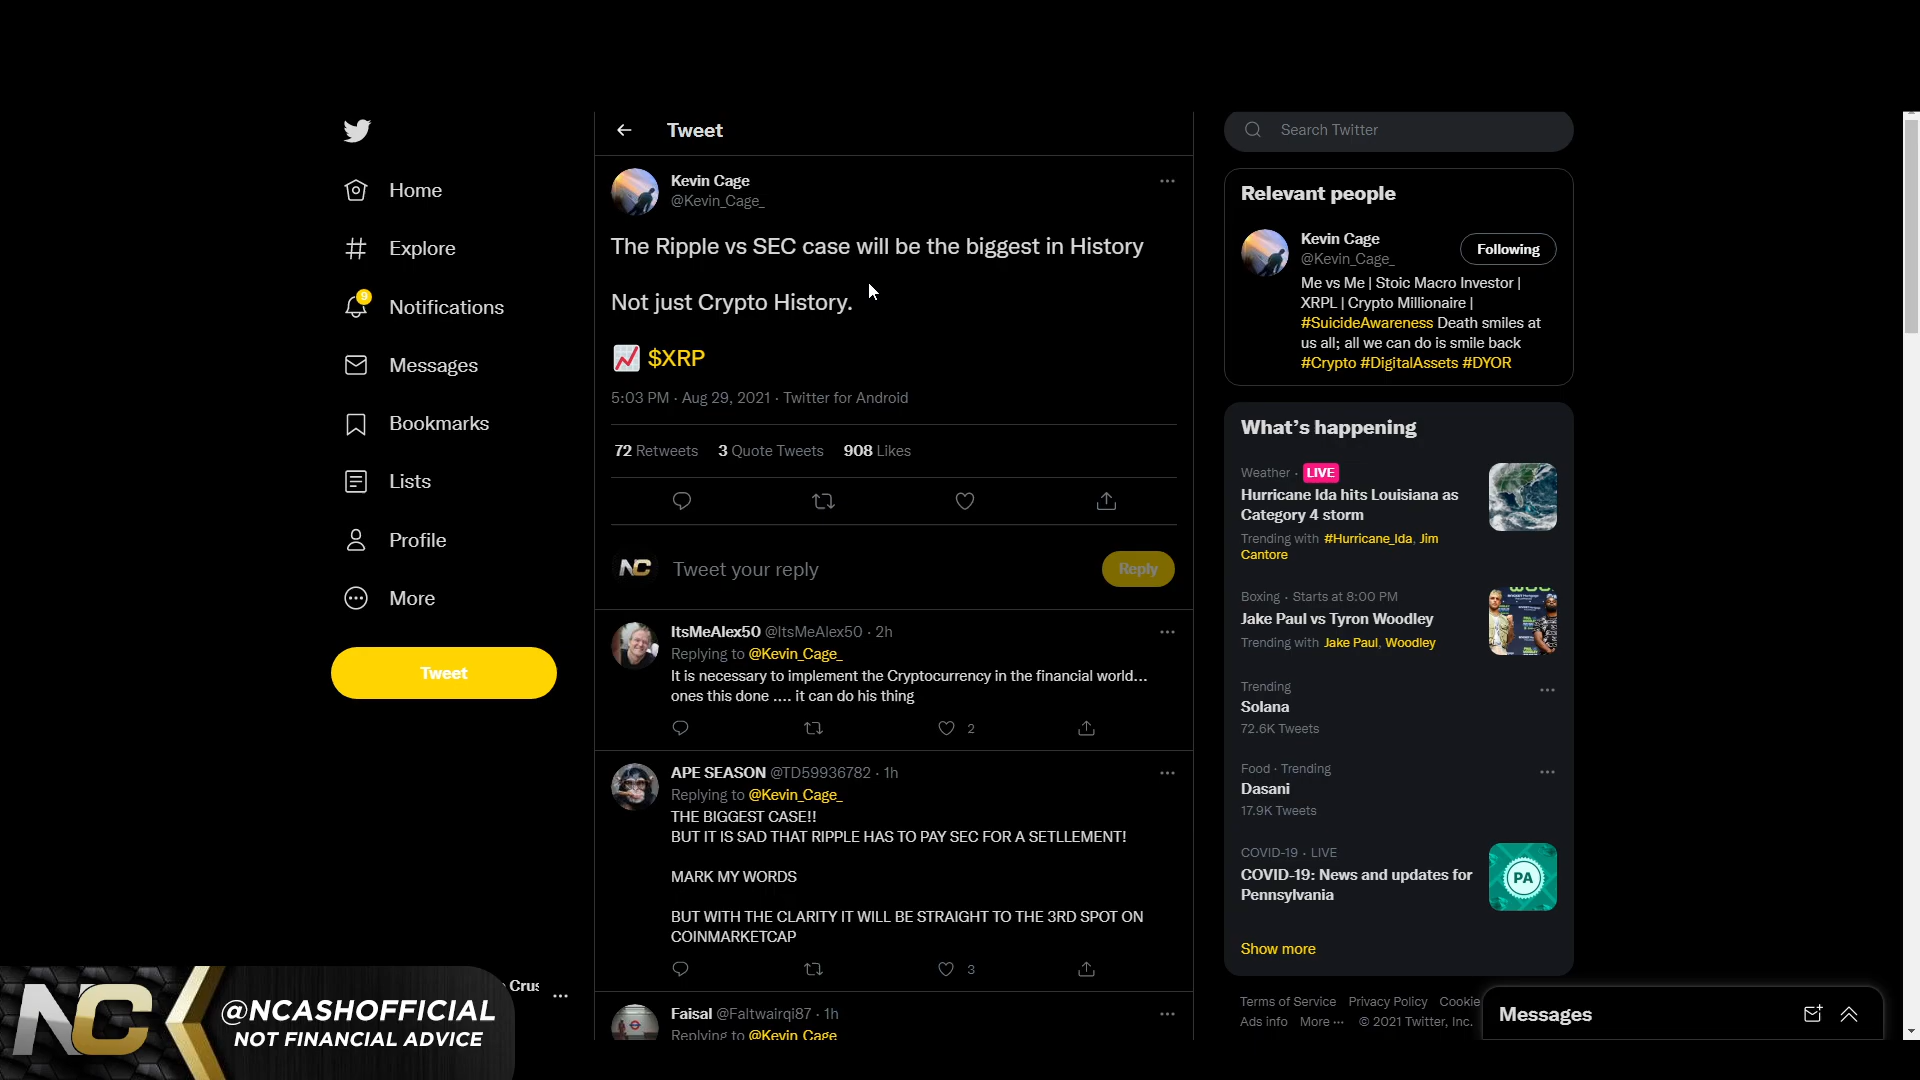 Home
Explore
9
Notifications
Messages
Bookmarks
Lists
Profile
More
Tweet
Crus
NC
@NCASHOFFICIAL
NOT FINANCIAL ADVICE
Tweet
Kevin Cage
@Kevin_Cage_
The Ripple vs SEC case will be the biggest in History
Not just Crypto History.
$XRP
5:03 PM · Aug 29, 2021 · Twitter for Android
72 Retweets 3 Quote Tweets 908 Likes
NC
Tweet your reply
Reply
ItsMeAlex50 @ItsMeAlex50 · 2h
Replying to @Kevin_Cage_
It is necessary to implement the Cryptocurrency in the financial world...
ones this done .... it can do his thing
2
APE SEASON @TD59936782 · 1h
Replying to @Kevin_Cage_
THE BIGGEST CASE!!
BUT IT IS SAD THAT RIPPLE HAS TO PAY SEC FOR A SETLLEMENT!
MARK MY WORDS
BUT WITH THE CLARITY IT WILL BE STRAIGHT TO THE 3RD SPOT ON
COINMARKETCAP
3
Faisal @Faltwairqi87 · 1h
Replying to @Kevin_Cage_
Search Twitter
Relevant people
Kevin Cage
@Kevin_Cage_
Following
Me vs Me | Stoic Macro Investor |
XRPL | Crypto Millionaire |
#SuicideAwareness Death smiles at
us all; all we can do is smile back
#Crypto #DigitalAssets #DYOR
What's happening
Weather · LIVE
Hurricane Ida hits Louisiana as
Category 4 storm
Trending with #Hurricane_Ida, Jim
Cantore
Boxing · Starts at 8:00 PM
Jake Paul vs Tyron Woodley
Trending with Jake Paul, Woodley
Trending
Solana
72.6K Tweets
Food · Trending
Dasani
17.9K Tweets
COVID-19 · LIVE
COVID-19: News and updates for
Pennsylvania
PA
Show more
Terms of Service Privacy Policy Cookie
Ads info More ··· © 2021 Twitter, Inc.
Messages